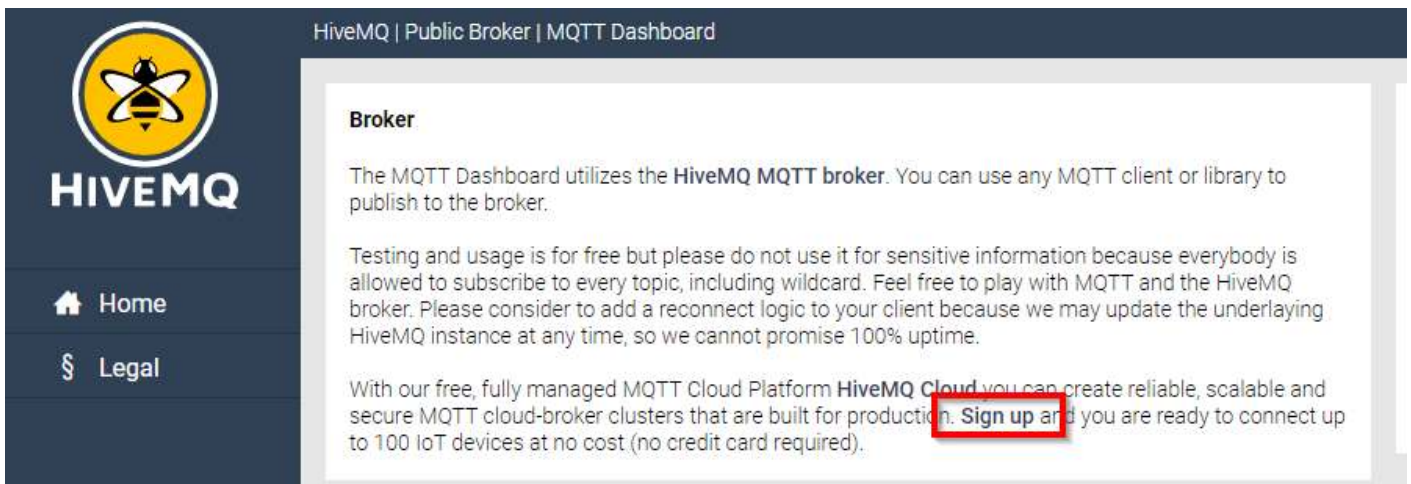 HiveMQ | Public Broker | MQTT Dashboard
HIVEMQ
Home
§ Legal
Broker
The MQTT Dashboard utilizes the HiveMQ MQTT broker. You can use any MQTT client or library to
publish to the broker.
Testing and usage is for free but please do not use it for sensitive information because everybody is
allowed to subscribe to every topic, including wildcard. Feel free to play with MQTT and the HiveMQ
broker. Please consider to add a reconnect logic to your client because we may update the underlaying
HiveMQ instance at any time, so we cannot promise 100% uptime.
With our free, fully managed MQTT Cloud Platform HiveMQ Cloud you can create reliable, scalable and
secure MQTT cloud-broker clusters that are built for production. Sign up and you are ready to connect up
to 100 IoT devices at no cost (no credit card required).